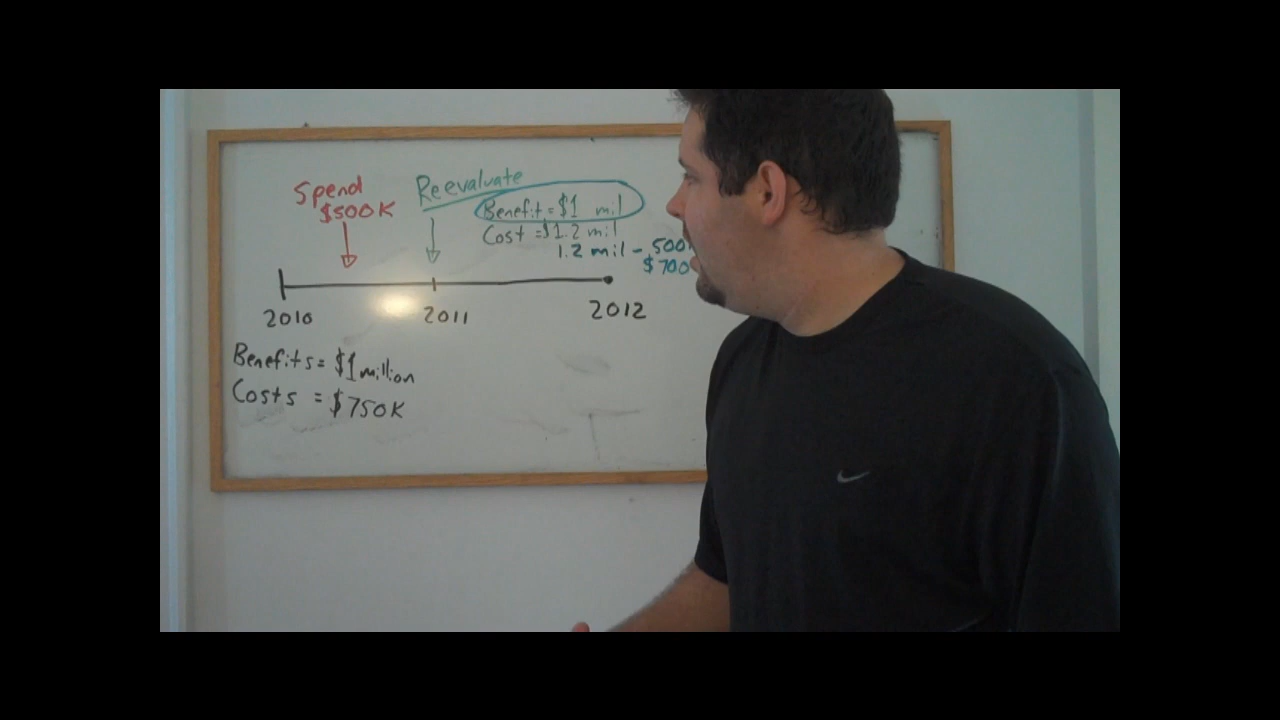 Spend
$500K
Reevaluate
Benefit = $1 mil
Cost = $1.2 mil
1.2 mil - 500
$700
2010
2011
2012
Benefits = $1 million
Costs = $750K